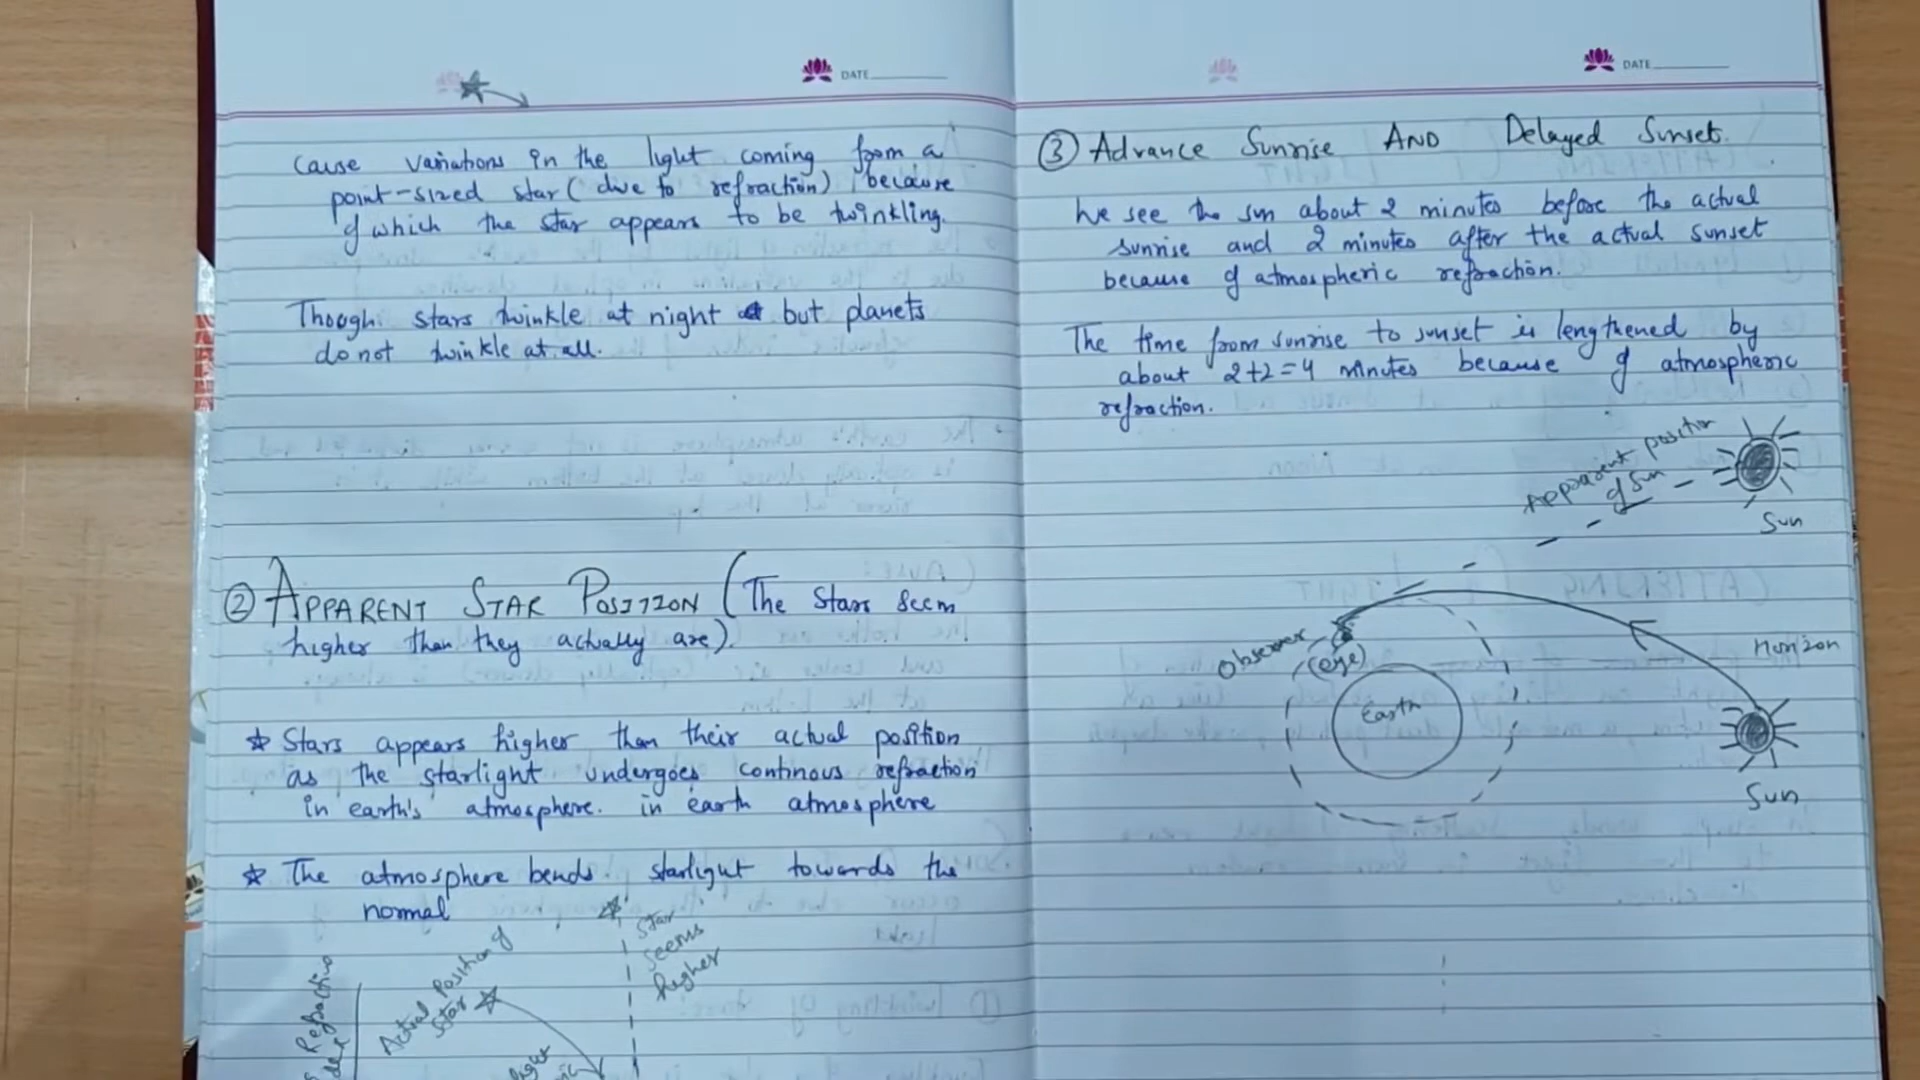 DATE
cause variations in the light coming from a
point-sized star (due to refraction) because
of which the star appears to be twinkling.
Though stars twinkle at night but planets
do not twinkle at all.
② APPARENT STAR POSITION (The Stars seem
higher than they actually are).
☆ Stars appears higher than their actual position
as the starlight undergoes continous refraction
in earth's atmosphere. in earth atmosphere
☆ The atmosphere bends starlight towards the
normal
Star
seems
higher
Actual Position of
star
Refractive
DATE
③ Advance Sunrise AND Delayed Sunset.
We see the sun about 2 minutes before the actual
sunrise and 2 minutes after the actual sunset
because of atmospheric refraction.
The time from sunrise to sunset is lengthened by
about 2+2=4 minutes because of atmospheric
refraction.
Apparent position
of Sun
Sun
Observer
(eye)
Horizon
Earth
Sun